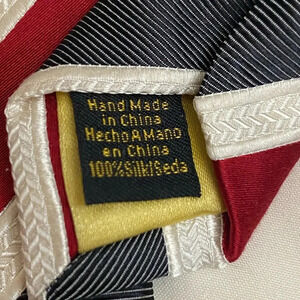 Hand Made
in China
Hecho A Mano
en China
100% Silk/Seda